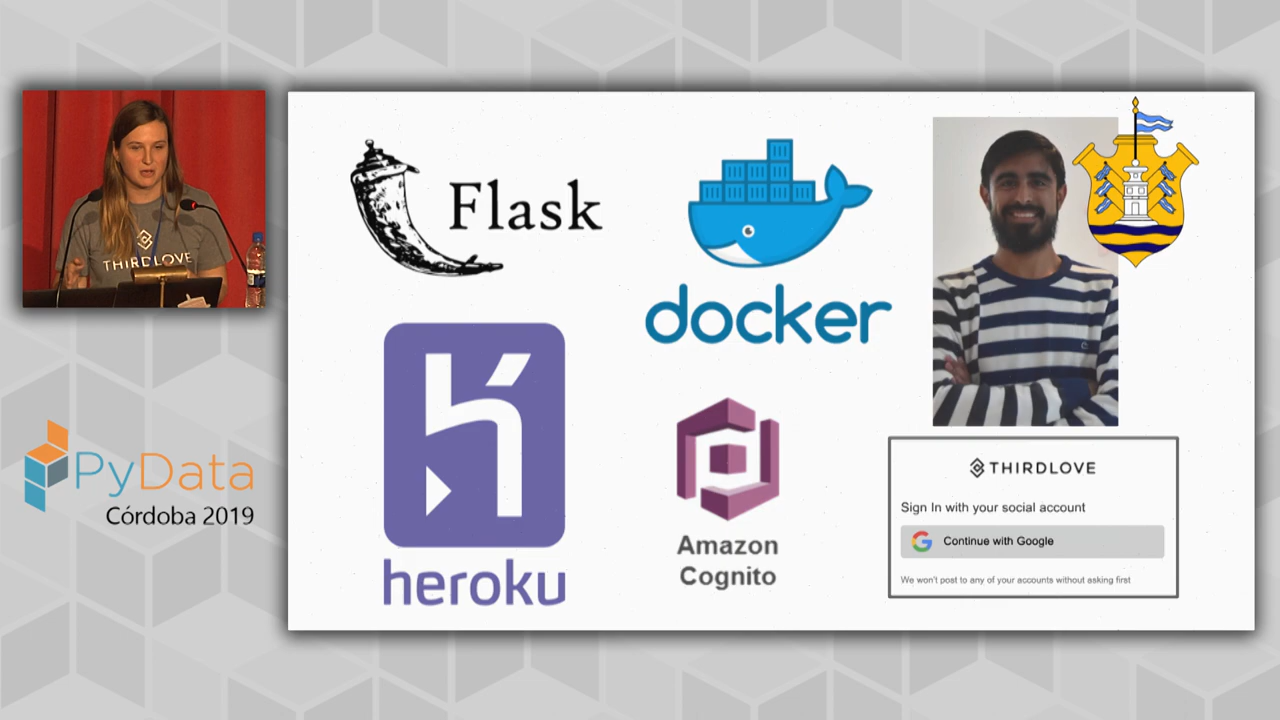 THIRDLOVE
PyData
Córdoba 2019
Flask
docker
heroku
Amazon
Cognito
THIRDLOVE
Sign In with your social account
Continue with Google
We won't post to any of your accounts without asking first